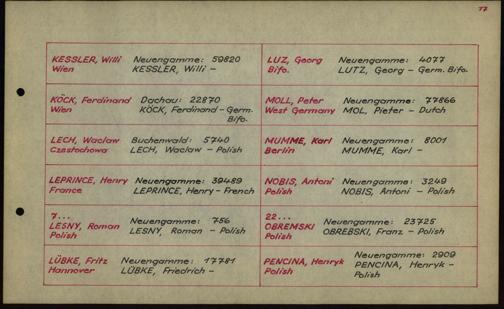 77
KESSLER, Willi Neuengamme: 59820
Wien KESSLER, Willi -
KÖCK, Ferdinand Dachau: 22870
Wien KÖCK, Ferdinand - Germ.
Bifo.
LECH, Waclaw Buchenwald: 5740
Czestochowa LECH, Waclaw - Polish
LEPRINCE, Henry Neuengamme: 39489
France LEPRINCE, Henry - French
7...
LESNY, Roman Neuengamme: 756
Polish LESNY, Roman - Polish
LÜBKE, Fritz Neuengamme: 17781
Hannover LÜBKE, Friedrich -
LUZ, Georg Neuengamme: 4077
Bifo. LUTZ, Georg - Germ. Bifo.
MOLL, Peter Neuengamme: 77866
West Germany MOL, Pieter - Dutch
MUMME, Karl Neuengamme: 8001
Berlin MUMME, Karl -
NOBIS, Antoni Neuengamme: 3249
Polish NOBIS, Antoni - Polish
22...
OBREMSKI Neuengamme: 23725
Polish OBREBSKI, Franz - Polish
PENCINA, Henryk Neuengamme: 2909
Polish PENCINA, Henryk -
Polish